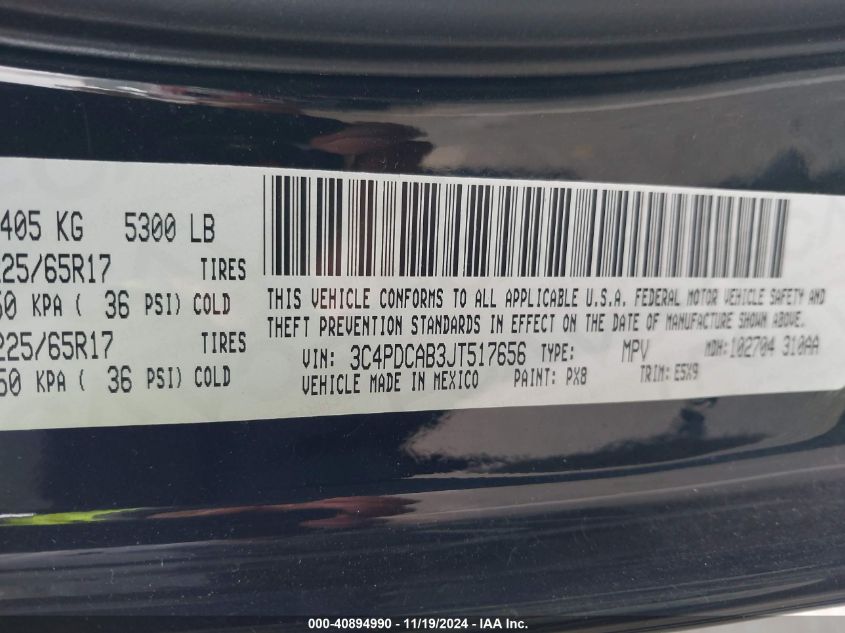 405 KG 5300 LB
225/65R17 TIRES
50 KPA ( 36 PSI) COLD
225/65R17 TIRES
50 KPA ( 36 PSI) COLD
THIS VEHICLE CONFORMS TO ALL APPLICABLE U.S.A. FEDERAL MOTOR VEHICLE SAFETY AND
THEFT PREVENTION STANDARDS IN EFFECT ON THE DATE OF MANUFACTURE SHOWN ABOVE.
VIN: 3C4PDCAB3JT517656 TYPE: MPV MDH: 102704 310AA
VEHICLE MADE IN MEXICO PAINT: PX8 TRIM: E5X9
000-40894990 - 11/19/2024 - IAA Inc.